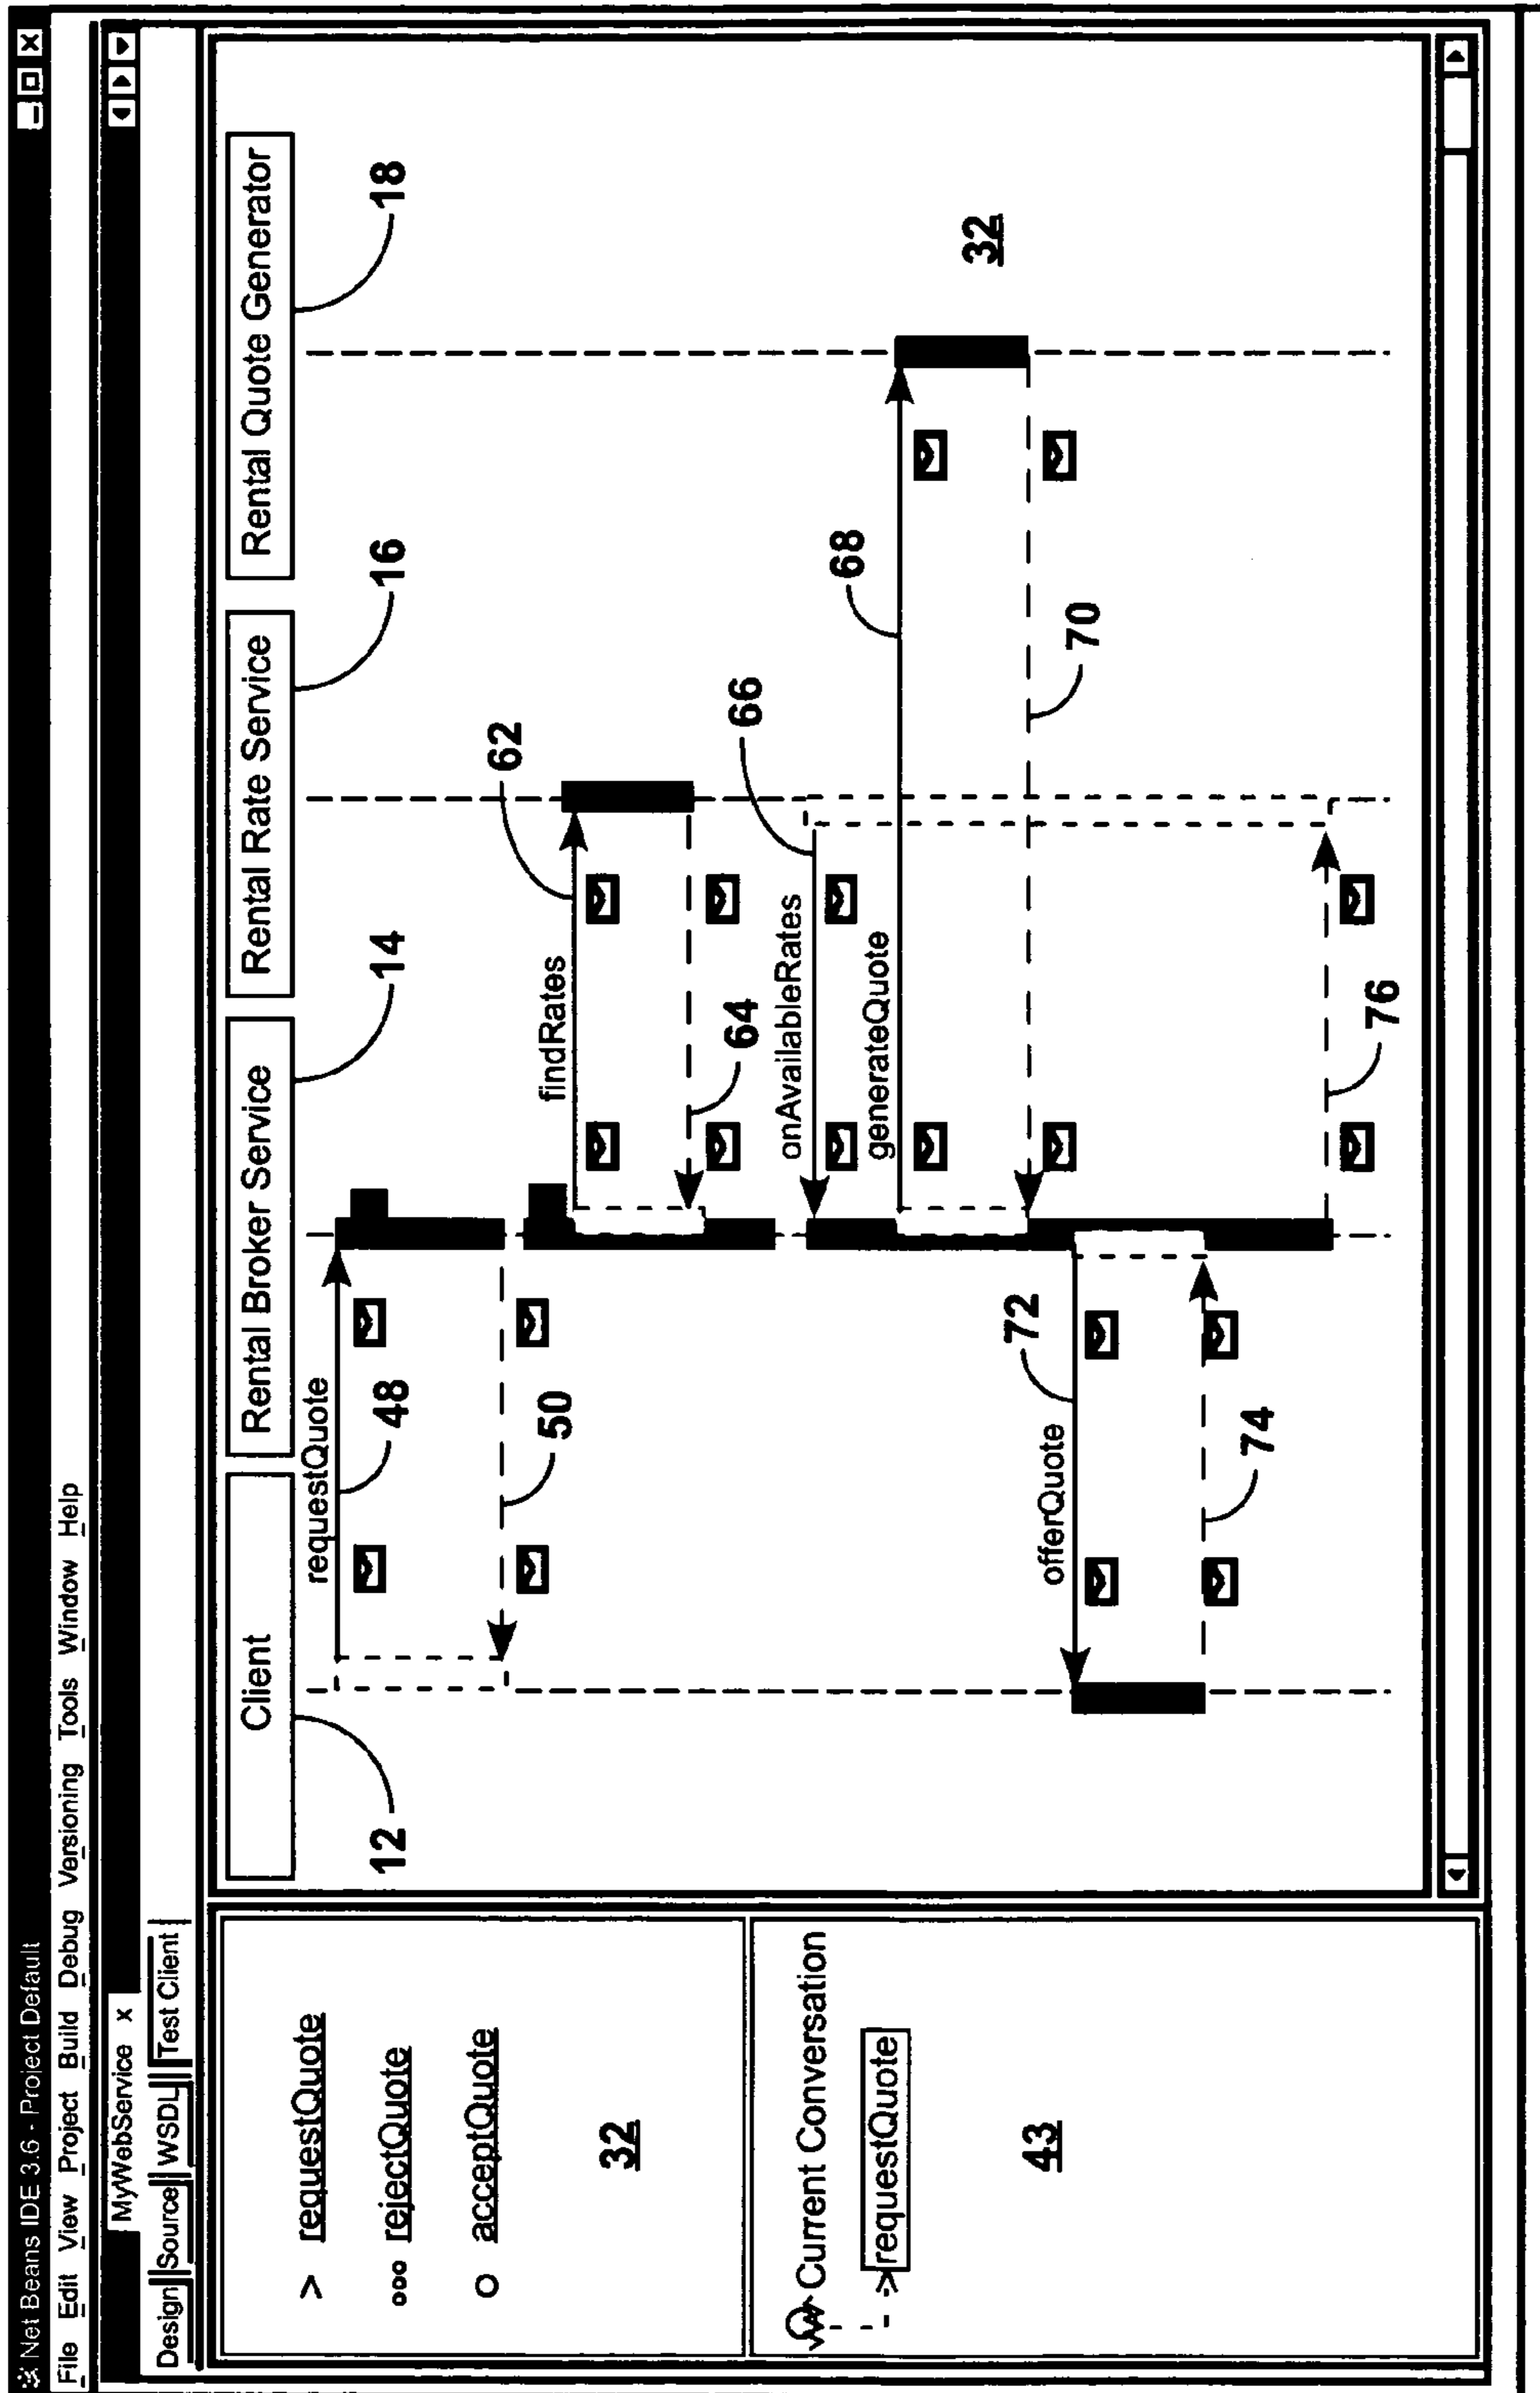 Net Beans IDE 3.6 - Project Default
File Edit View Project Build Debug Versioning Tools Window Help
MyWebService x
Design Source WSDL Test Client
> requestQuote
ooo rejectQuote
o acceptQuote
32
Current Conversation
>requestQuote
43
Client
Rental Broker Service
Rental Rate Service
Rental Quote Generator
12
14
16
18
requestQuote
48
50
findRates
62
64
onAvailableRates
66
generateQuote
68
32
70
offerQuote
72
74
76